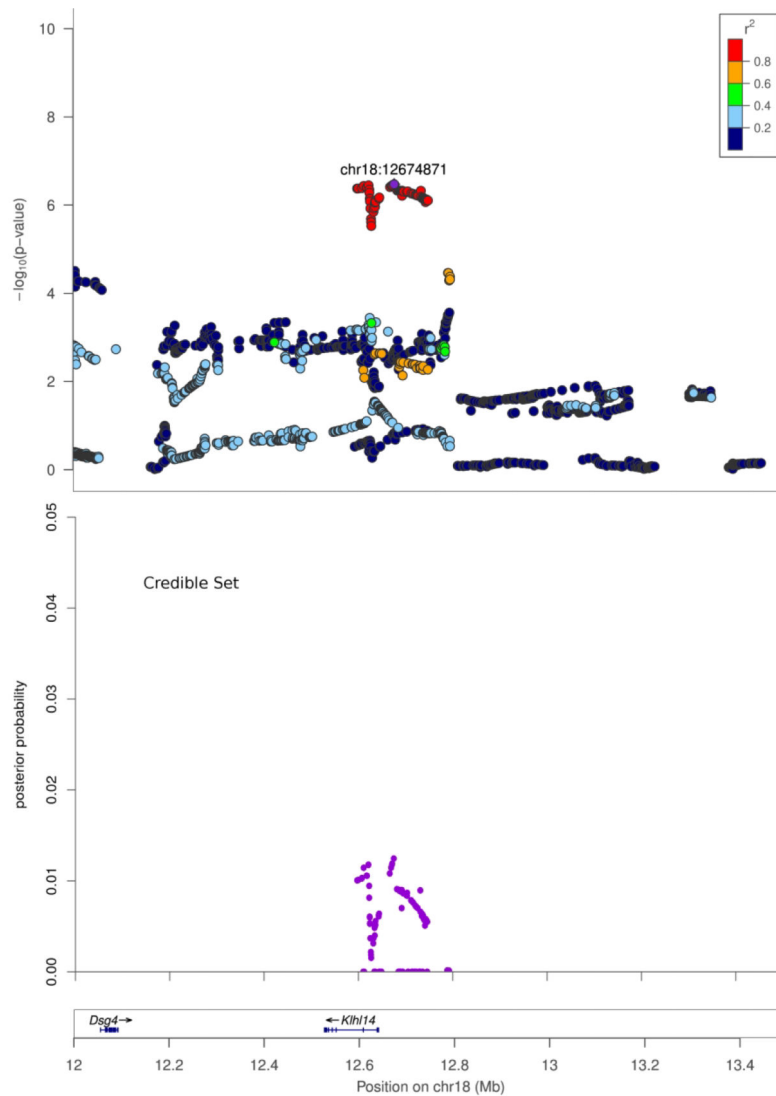 10
8
6
4
2
0
−log₁₀(p-value)
chr18:12674871
r²
0.8
0.6
0.4
0.2
0.05
0.04
0.03
0.02
0.01
0.00
posterior probability
Credible Set
Dsg4→
←Klhl14
12 12.2 12.4 12.6 12.8 13 13.2 13.4
Position on chr18 (Mb)